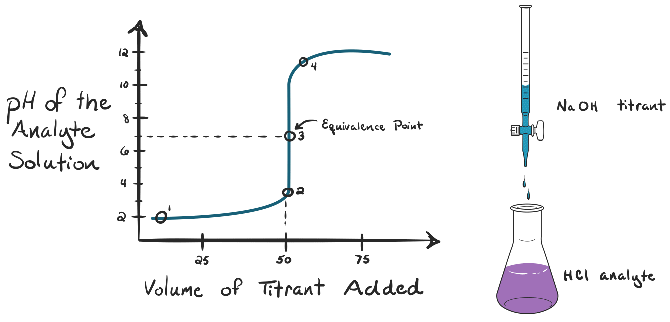 pH of the
Analyte
Solution
12
10
8
6
4
2
1
2
3
4
Equivalence Point
25
50
75
Volume of Titrant Added
NaOH titrant
HCl analyte